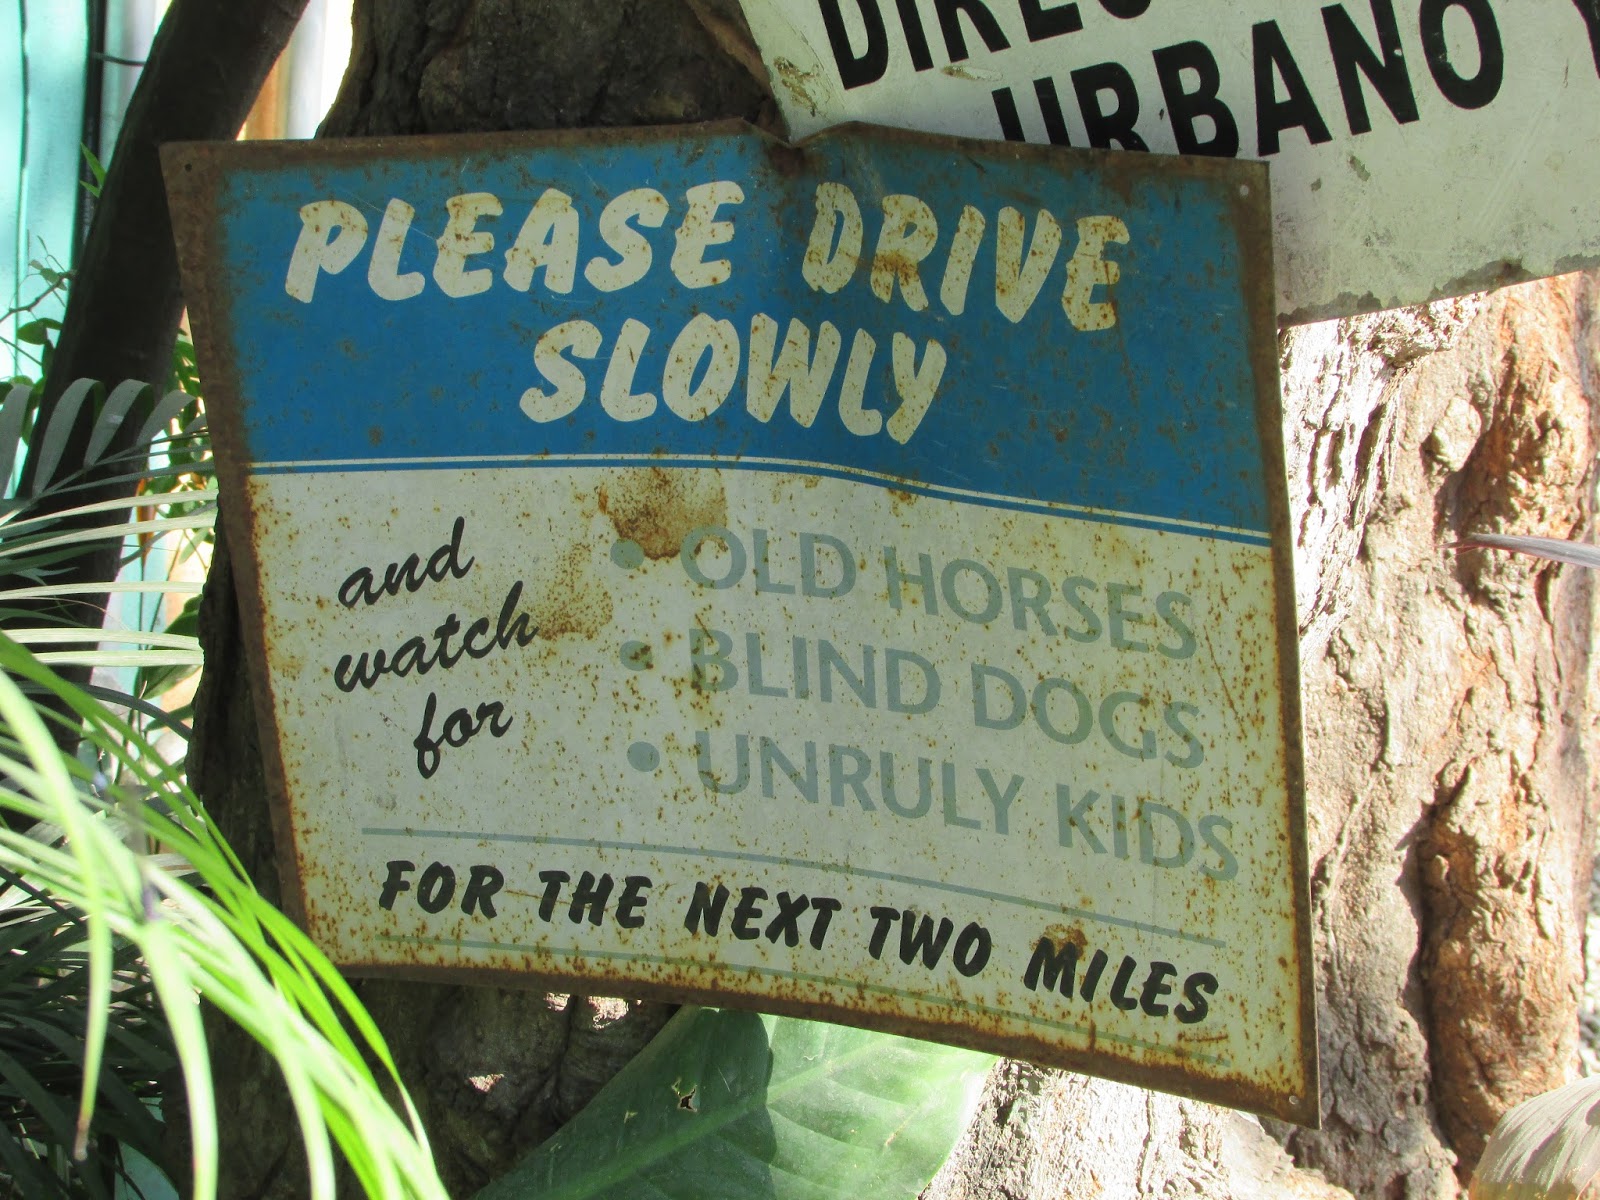 URBANO
PLEASE DRIVE
SLOWLY
and
watch
for
• OLD HORSES
• BLIND DOGS
• UNRULY KIDS
FOR THE NEXT TWO MILES